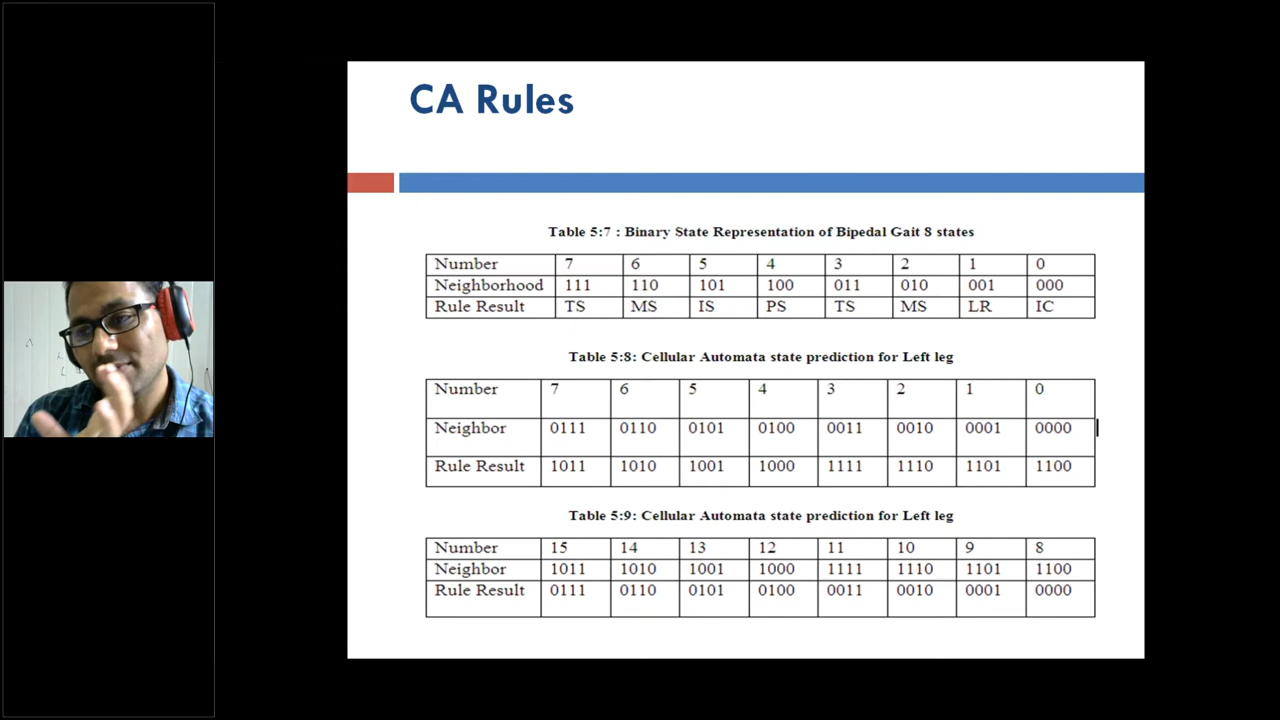 CA Rules
Table 5:7 : Binary State Representation of Bipedal Gait 8 states
Number 7 6 5 4 3 2 1 0
Neighborhood 111 110 101 100 011 010 001 000
Rule Result TS MS IS PS TS MS LR IC
Table 5:8: Cellular Automata state prediction for Left leg
Number 7 6 5 4 3 2 1 0
Neighbor 0111 0110 0101 0100 0011 0010 0001 0000
Rule Result 1011 1010 1001 1000 1111 1110 1101 1100
Table 5:9: Cellular Automata state prediction for Left leg
Number 15 14 13 12 11 10 9 8
Neighbor 1011 1010 1001 1000 1111 1110 1101 1100
Rule Result 0111 0110 0101 0100 0011 0010 0001 0000